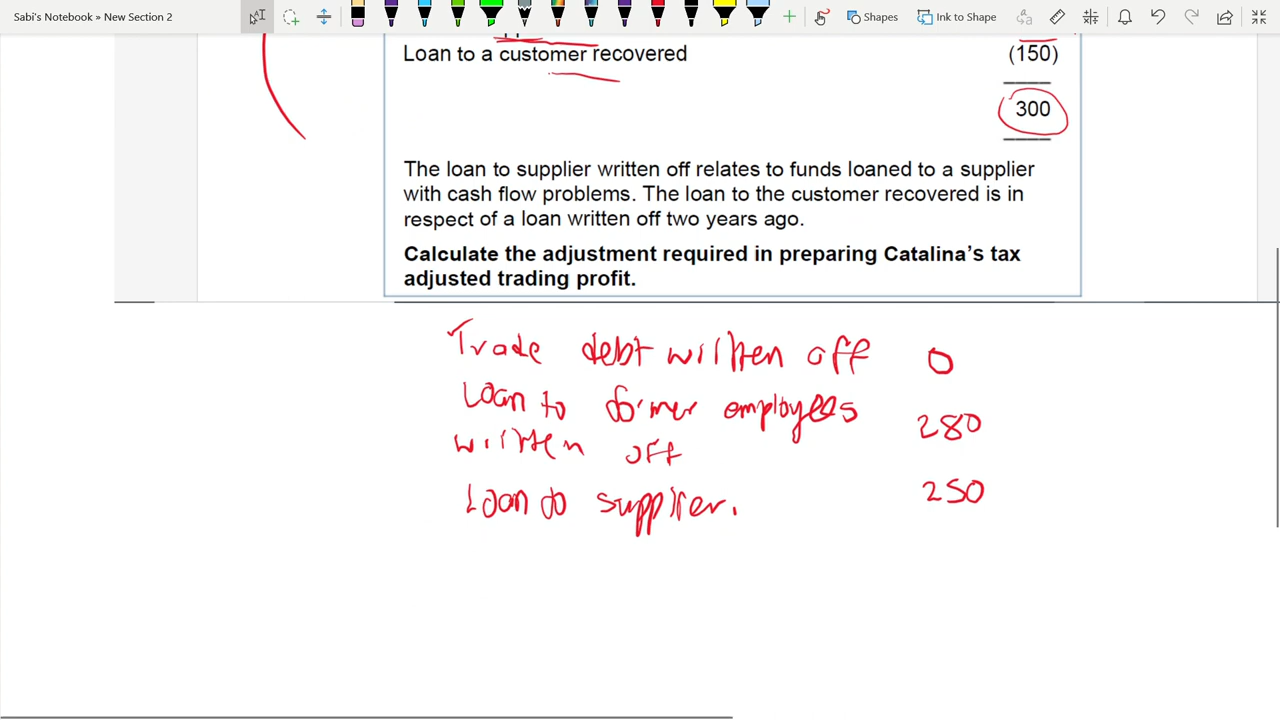 Sabi's Notebook » New Section 2
Shapes
Ink to Shape
Loan to a customer recovered (150)
300
The loan to supplier written off relates to funds loaned to a supplier
with cash flow problems. The loan to the customer recovered is in
respect of a loan written off two years ago.
Calculate the adjustment required in preparing Catalina's tax
adjusted trading profit.
Trade debt written off 0
Loan to former employees 280
written off
Loan to supplier. 250